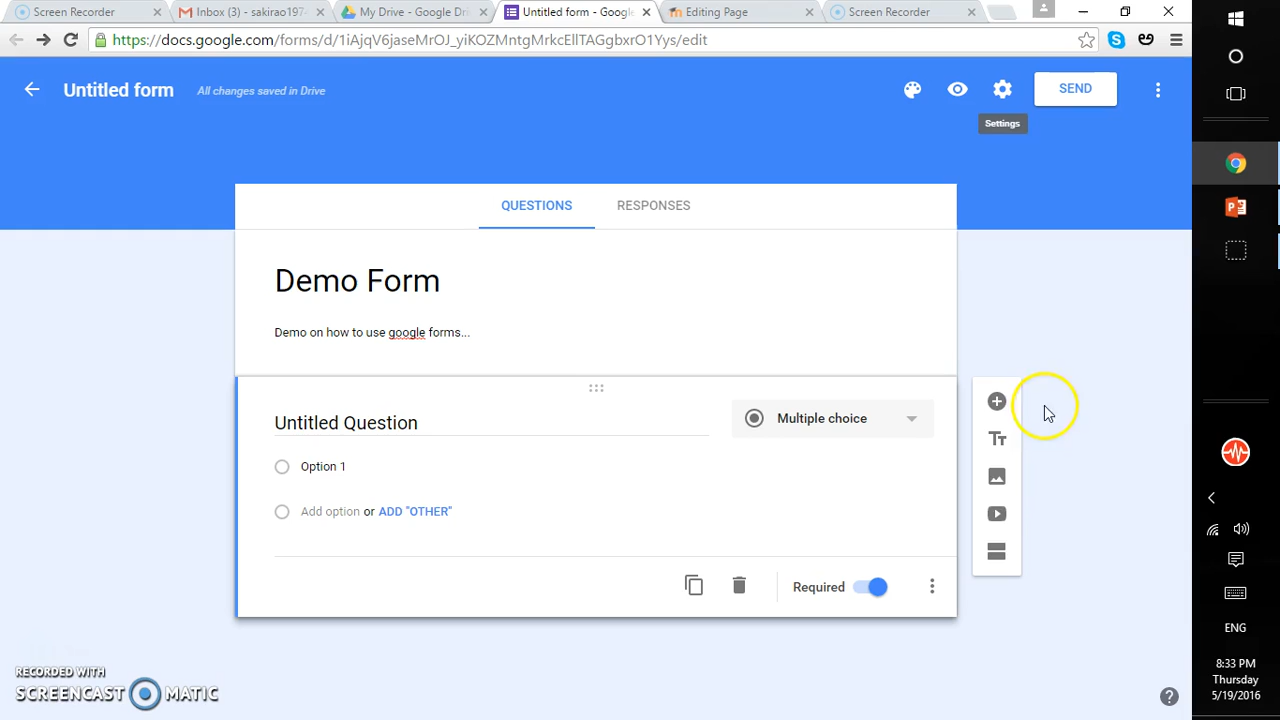 Screen Recorder
Inbox (3) - sakirao197
My Drive - Google Dri
Untitled form - Google
Editing Page
Screen Recorder
https://docs.google.com/forms/d/1iAjqV6jaseMrOJ_yiKOZMntgMrkcEllTAGgbxrO1Yys/edit
Untitled form
All changes saved in Drive
SEND
Settings
QUESTIONS
RESPONSES
Demo Form
Demo on how to use google forms...
Untitled Question
Multiple choice
Option 1
Add option or ADD "OTHER"
Required
ENG
8:33 PM
Thursday
5/19/2016
RECORDED WITH
SCREENCAST MATIC